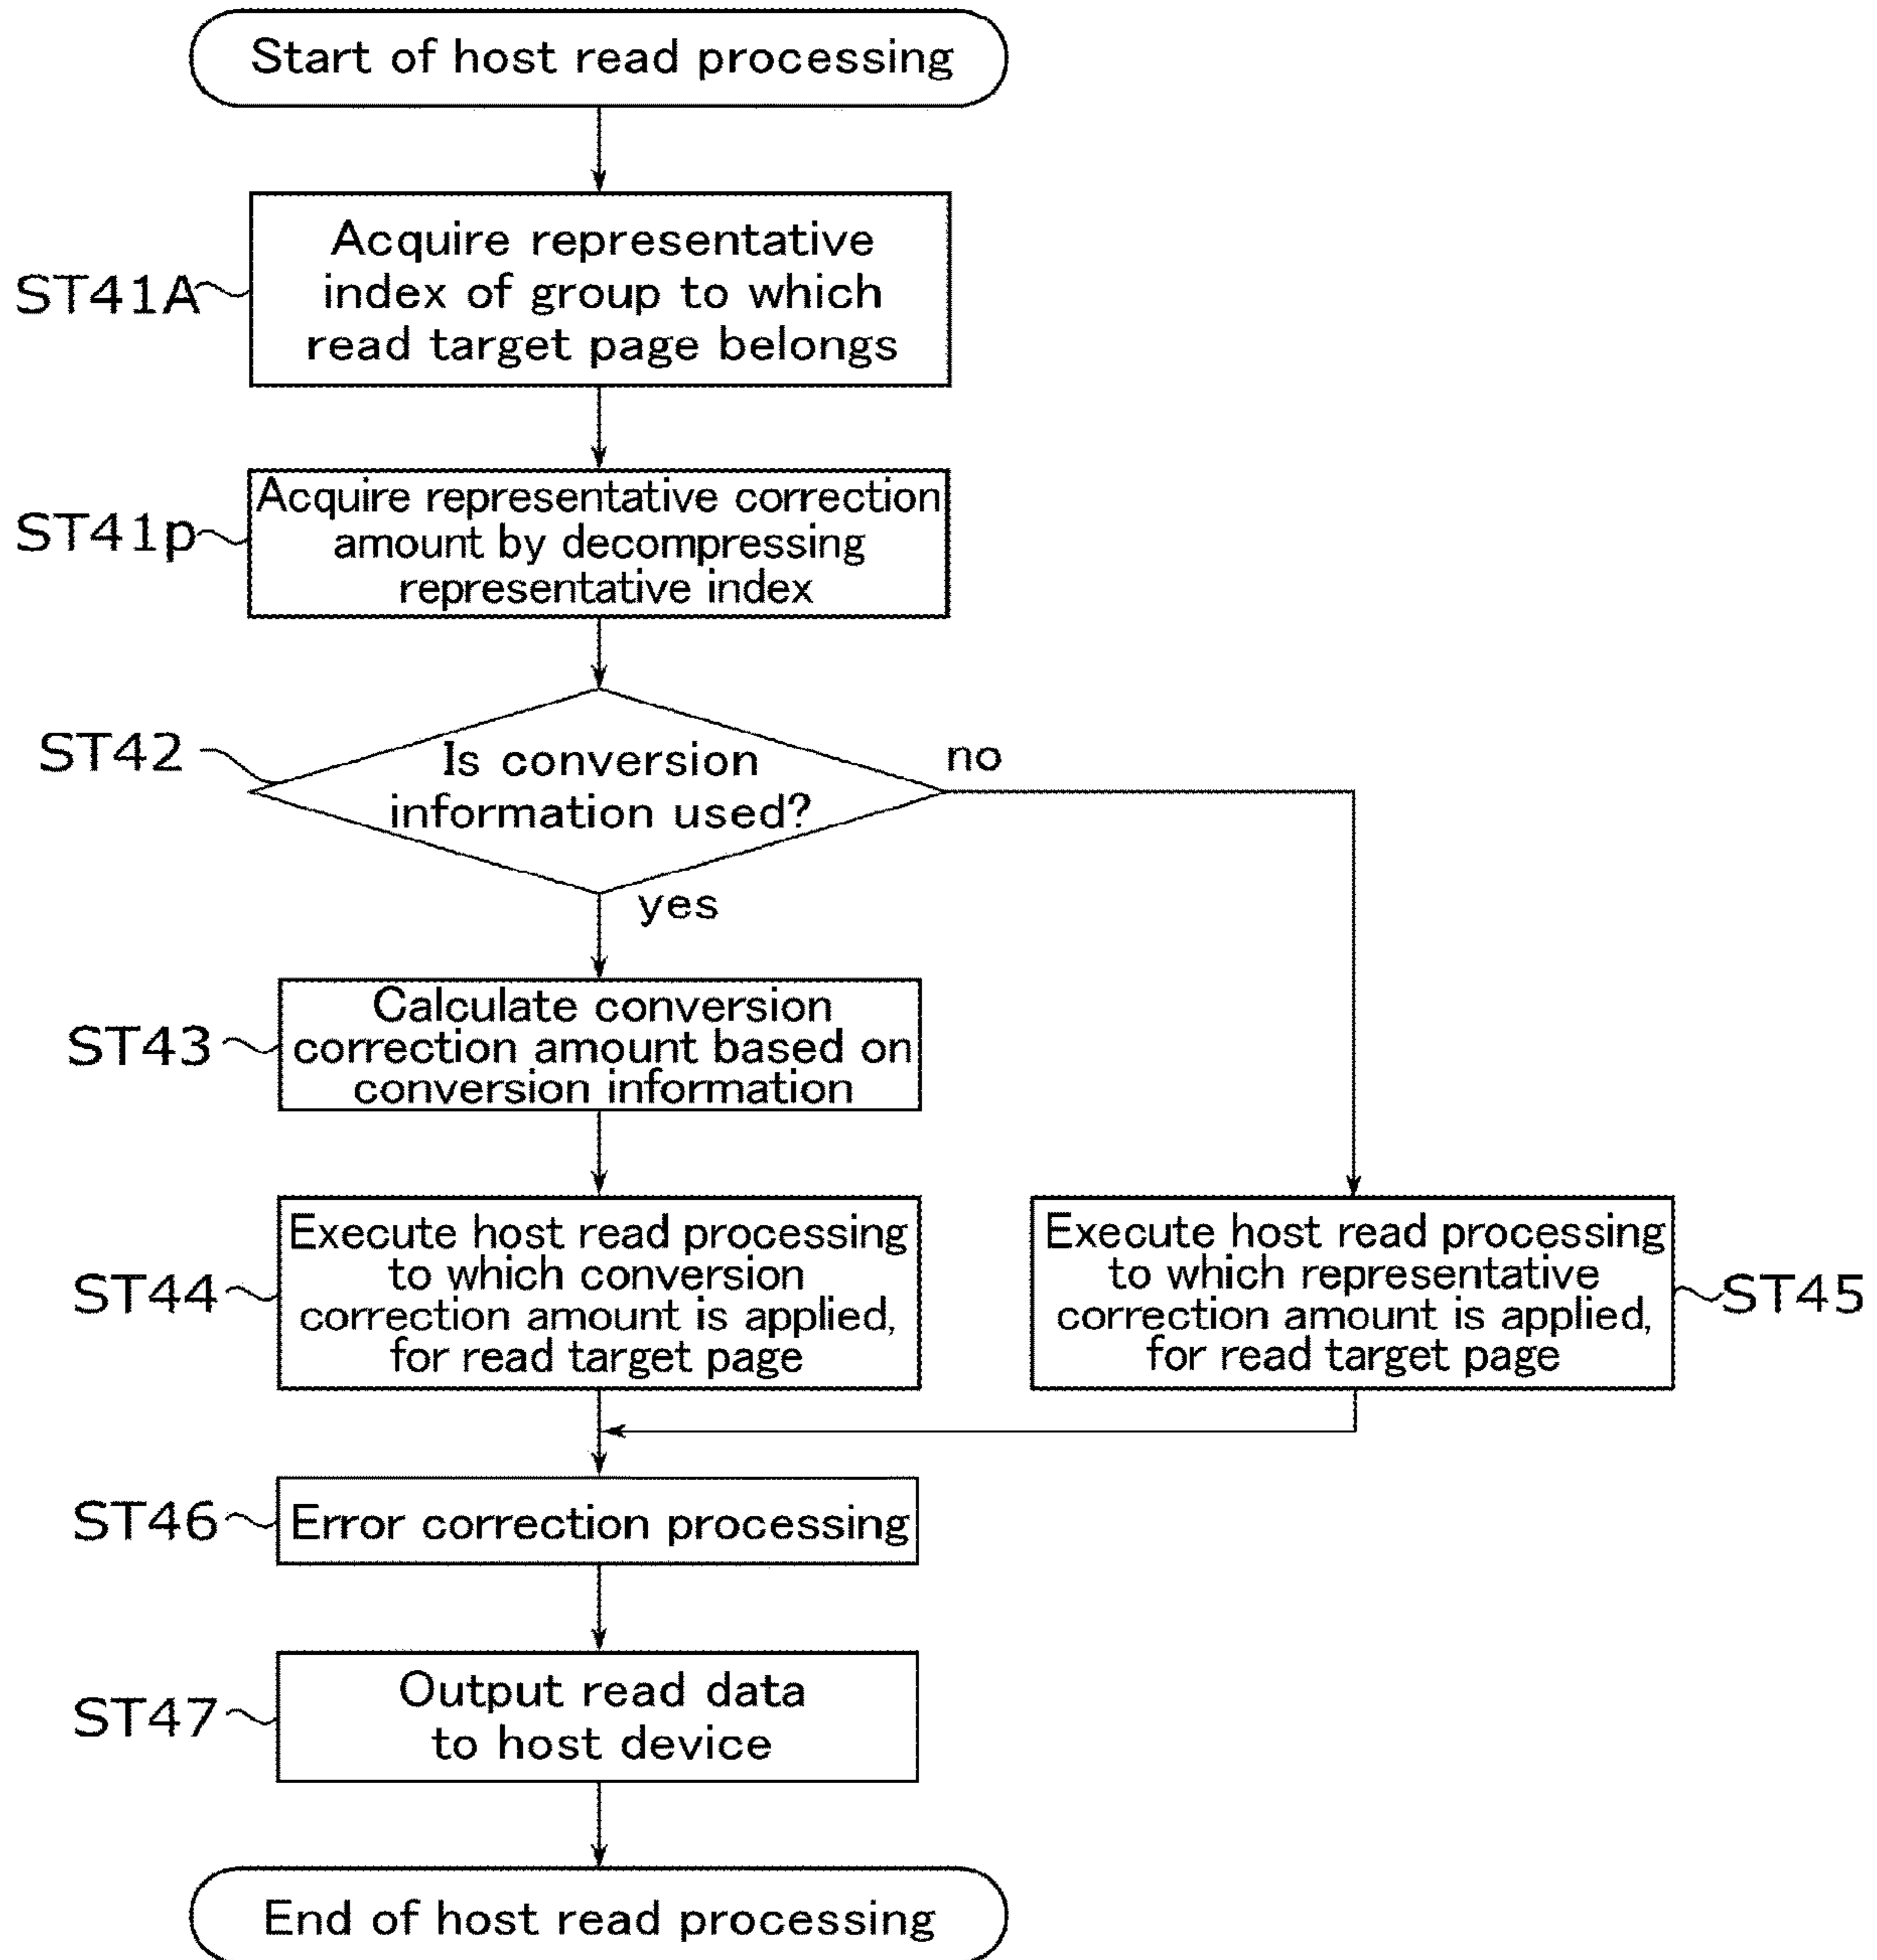 Start of host read processing
ST41A
Acquire representative
index of group to which
read target page belongs
ST41p
Acquire representative correction
amount by decompressing
representative index
ST42
Is conversion
information used?
no
yes
ST43
Calculate conversion
correction amount based on
conversion information
ST44
Execute host read processing
to which conversion
correction amount is applied,
for read target page
Execute host read processing
to which representative
correction amount is applied,
for read target page
ST45
ST46
Error correction processing
ST47
Output read data
to host device
End of host read processing